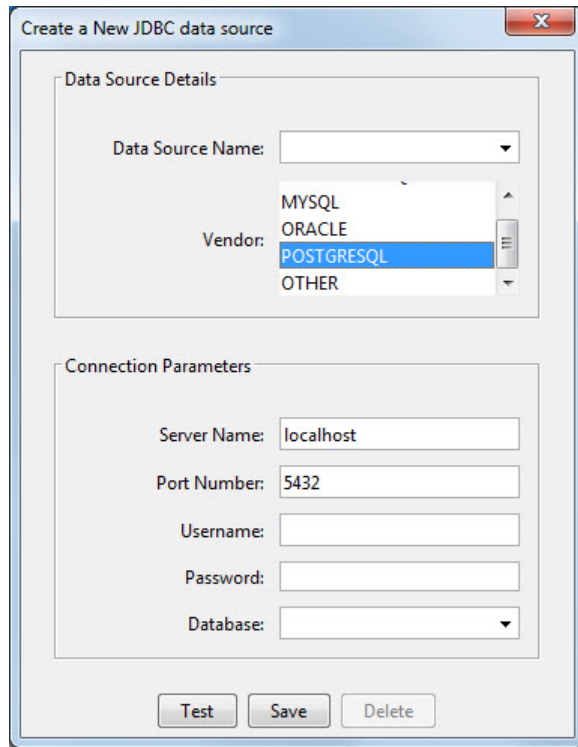 Create a New JDBC data source
Data Source Details
Data Source Name:
Vendor:
MYSQL
ORACLE
POSTGRESQL
OTHER
Connection Parameters
Server Name: localhost
Port Number: 5432
Username:
Password:
Database:
Test Save Delete